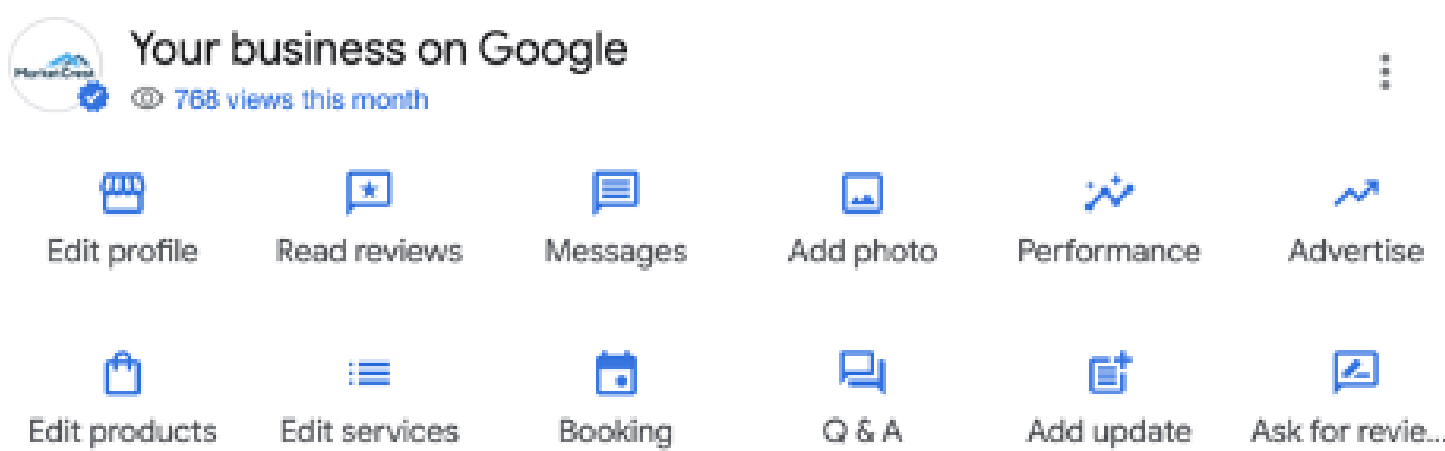 Your business on Google
MarketCrest
768 views this month
Edit profile Read reviews Messages Add photo Performance Advertise
Edit products Edit services Booking Q & A Add update Ask for revie...